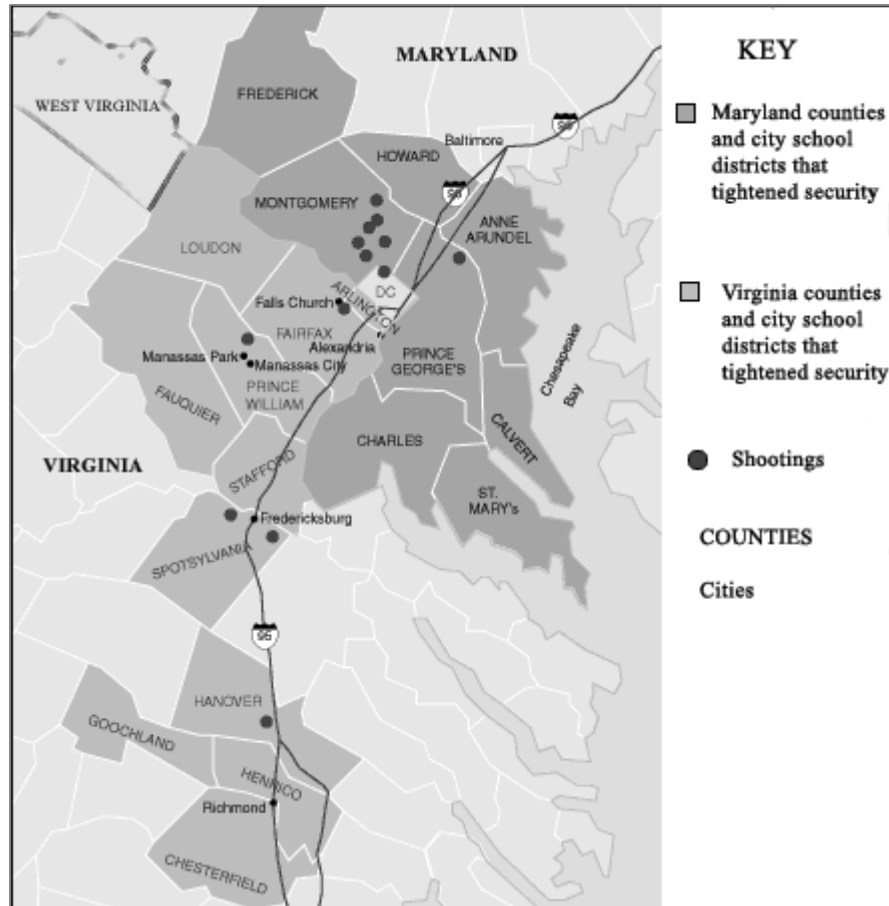 MARYLAND
FREDERICK
WEST VIRGINIA
Baltimore
95
HOWARD
95
MONTGOMERY
ANNE
ARUNDEL
LOUDON
DC
Falls Church
ARLINGTON
FAIRFAX
Alexandria
Manassas Park
Manassas City
PRINCE
GEORGE'S
PRINCE
WILLIAM
Chesapeake
Bay
FAUQUIER
CALVERT
CHARLES
VIRGINIA
STAFFORD
ST.
MARY's
Fredericksburg
SPOTSYLVANIA
95
HANOVER
GOOCHLAND
HENRICO
Richmond
CHESTERFIELD
KEY
Maryland counties
and city school
districts that
tightened security
Virginia counties
and city school
districts that
tightened security
Shootings
COUNTIES
Cities